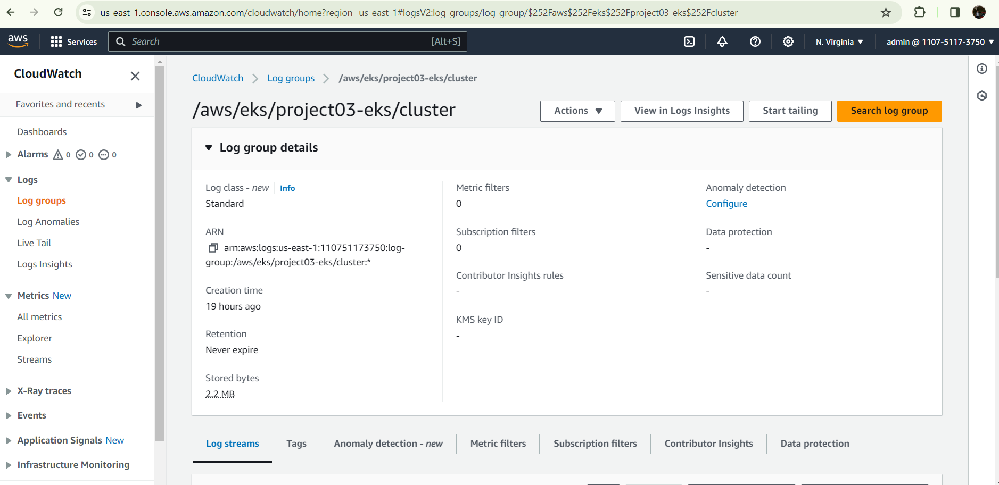 us-east-1.console.aws.amazon.com/cloudwatch/home?region=us-east-1#logsV2:log-groups/log-group/$252Faws$252Feks$252Fproject03-eks$252Fcluster
aws
Services
Search
[Alt+S]
N. Virginia
admin @ 1107-5117-3750
CloudWatch
Favorites and recents
Dashboards
Alarms 0 0 0
Logs
Log groups
Log Anomalies
Live Tail
Logs Insights
Metrics New
All metrics
Explorer
Streams
X-Ray traces
Events
Application Signals New
Infrastructure Monitoring
CloudWatch
Log groups
/aws/eks/project03-eks/cluster
/aws/eks/project03-eks/cluster
Actions
View in Logs Insights
Start tailing
Search log group
Log group details
Log class - new
Info
Standard
ARN
arn:aws:logs:us-east-1:110751173750:log-
group:/aws/eks/project03-eks/cluster:*
Creation time
19 hours ago
Retention
Never expire
Stored bytes
2.2 MB
Metric filters
0
Subscription filters
0
Contributor Insights rules
-
KMS key ID
-
Anomaly detection
Configure
Data protection
-
Sensitive data count
-
Log streams
Tags
Anomaly detection - new
Metric filters
Subscription filters
Contributor Insights
Data protection